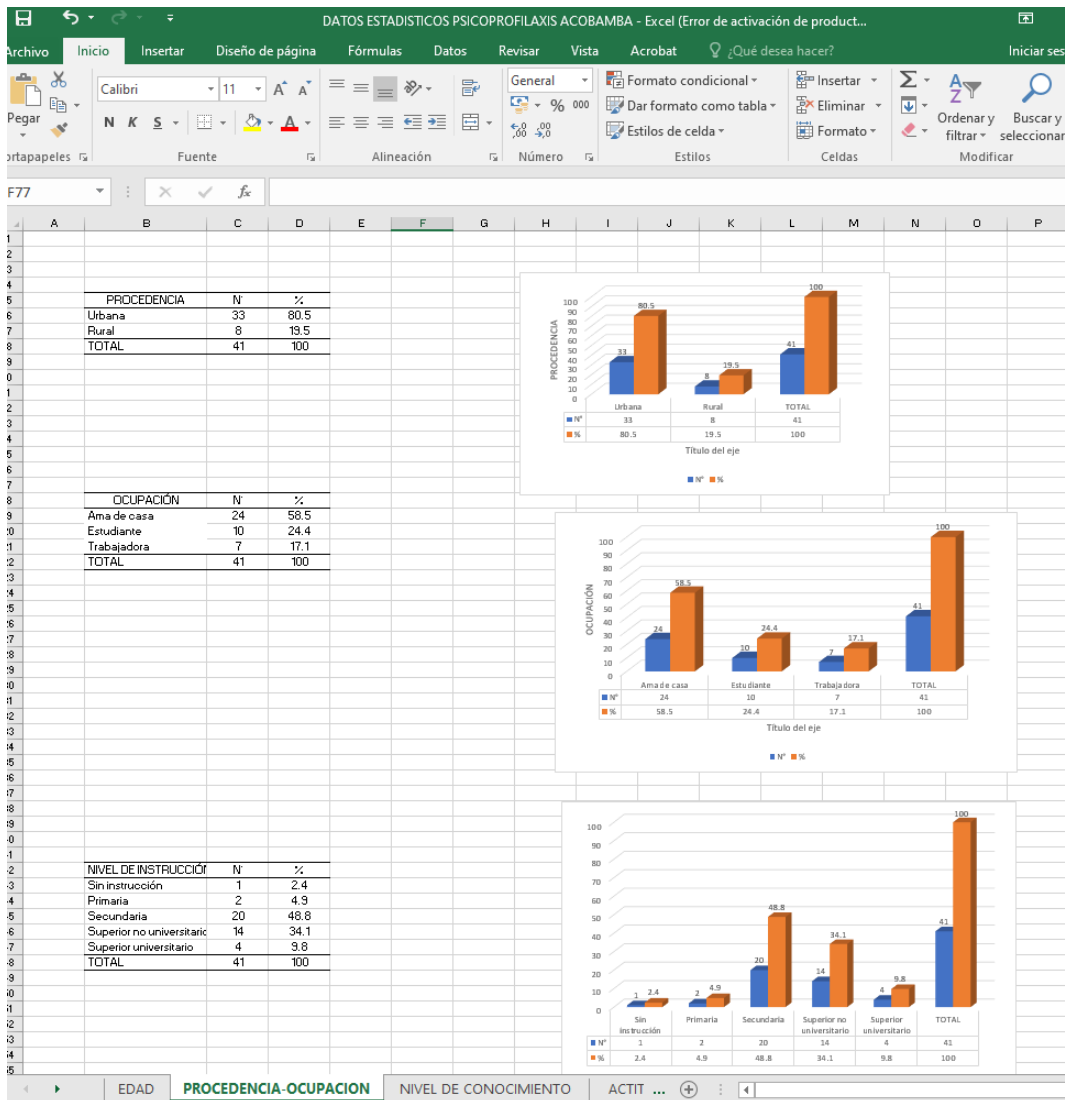 DATOS ESTADISTICOS PSICOPROFILAXIS ACOBAMBA - Excel (Error de activación de product...
Archivo Inicio Insertar Diseño de página Fórmulas Datos Revisar Vista Acrobat ¿Qué desea hacer? Iniciar ses
Pegar
Calibri 11 A A
N K S A
General
% 000
Formato condicional
Dar formato como tabla
Estilos de celda
Insertar
Eliminar
Formato
Σ
Ordenar y filtrar
Buscar y seleccionar
ortapapeles Fuente Alineación Número Estilos Celdas Modificar
F77 fx
A B C D E F G H I J K L M N O P
PROCEDENCIA N° %
Urbana 33 80.5
Rural 8 19.5
TOTAL 41 100
PROCEDENCIA
100
90
80
70
60
50
40
30
20
10
0
33 80.5 8 19.5 41 100
Urbana Rural TOTAL
N° 33 8 41
% 80.5 19.5 100
Título del eje
N° %
OCUPACIÓN N° %
Ama de casa 24 58.5
Estudiante 10 24.4
Trabajadora 7 17.1
TOTAL 41 100
OCUPACIÓN
100
90
80
70
60
50
40
30
20
10
0
24 58.5 10 24.4 7 17.1 41 100
Ama de casa Estudiante Trabajadora TOTAL
N° 24 10 7 41
% 58.5 24.4 17.1 100
Título del eje
N° %
NIVEL DE INSTRUCCIÓN N° %
Sin instrucción 1 2.4
Primaria 2 4.9
Secundaria 20 48.8
Superior no universitario 14 34.1
Superior universitario 4 9.8
TOTAL 41 100
100
90
80
70
60
50
40
30
20
10
0
1 2.4 2 4.9 20 48.8 14 34.1 4 9.8 41 100
Sin instrucción Primaria Secundaria Superior no universitario Superior universitario TOTAL
N° 1 2 20 14 4 41
% 2.4 4.9 48.8 34.1 9.8 100
EDAD PROCEDENCIA-OCUPACION NIVEL DE CONOCIMIENTO ACTIT ...